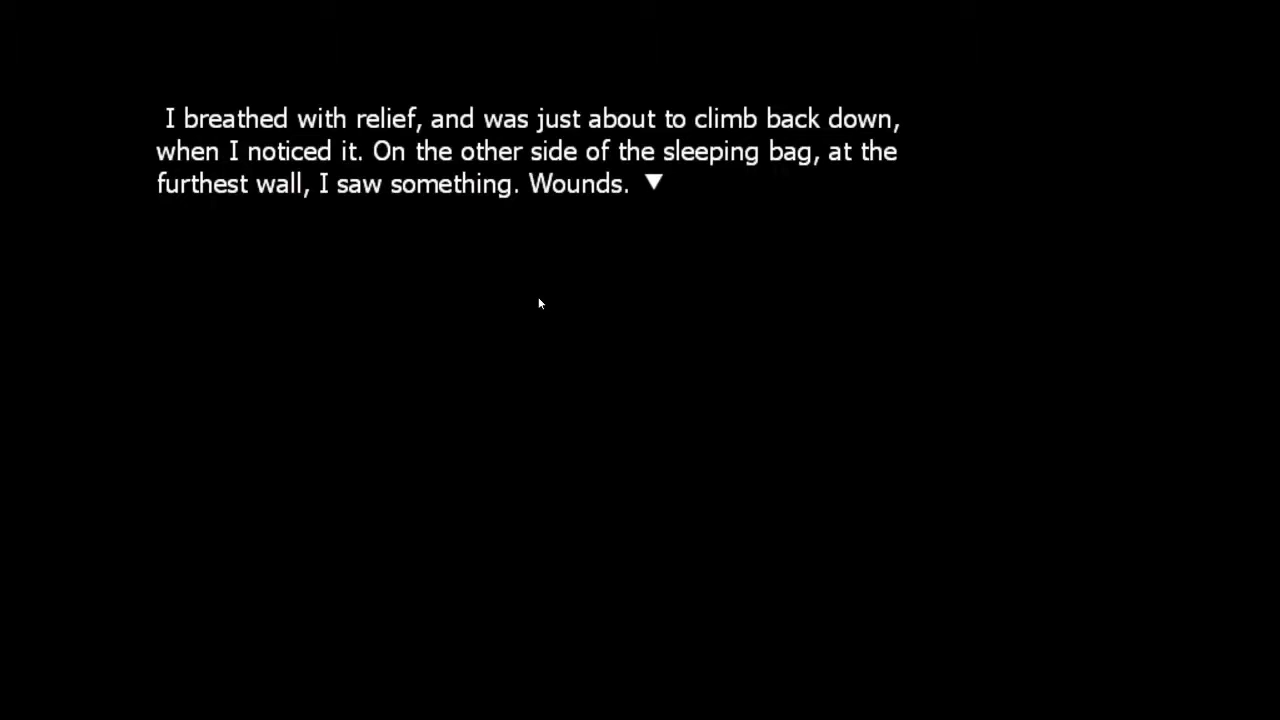 I breathed with relief, and was just about to climb back down,
when I noticed it. On the other side of the sleeping bag, at the
furthest wall, I saw something. Wounds. ▼